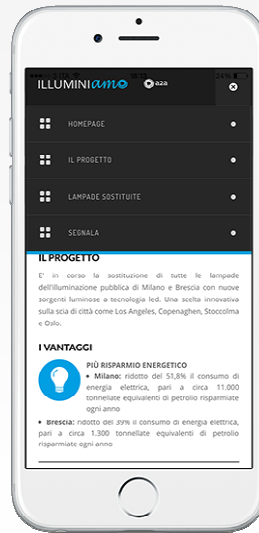 ILLUMINIamo a2a
24%
HOMEPAGE
IL PROGETTO
LAMPADE SOSTITUITE
SEGNALA
IL PROGETTO
E' in corso la sostituzione di tutte le lampade
dell'illuminazione pubblica di Milano e Brescia con nuove
sorgenti luminose a tecnologia led. Una scelta innovativa
sulla scia di città come Los Angeles, Copenaghen, Stoccolma
e Oslo.
I VANTAGGI
PIÙ RISPARMIO ENERGETICO
• Milano: ridotto del 51,8% il consumo di
energia elettrica, pari a circa 11.000
tonnellate equivalenti di petrolio risparmiate
ogni anno
• Brescia: ridotto del 39% il consumo di energia elettrica,
pari a circa 1.300 tonnellate equivalenti di petrolio
risparmiate ogni anno